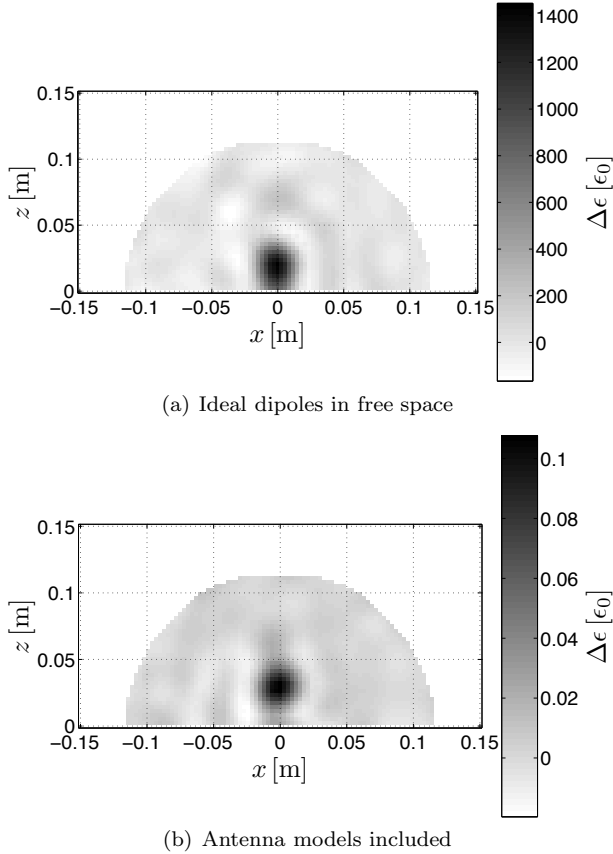 1400
1200
1000
800
600
400
200
0
Δϵ [ϵ0]
0.15
0.1
0.05
0
z [m]
−0.15 −0.1 −0.05 0 0.05 0.1 0.15
x [m]
(a) Ideal dipoles in free space
0.1
0.08
0.06
0.04
0.02
0
Δϵ [ϵ0]
0.15
0.1
0.05
0
z [m]
−0.15 −0.1 −0.05 0 0.05 0.1 0.15
x [m]
(b) Antenna models included